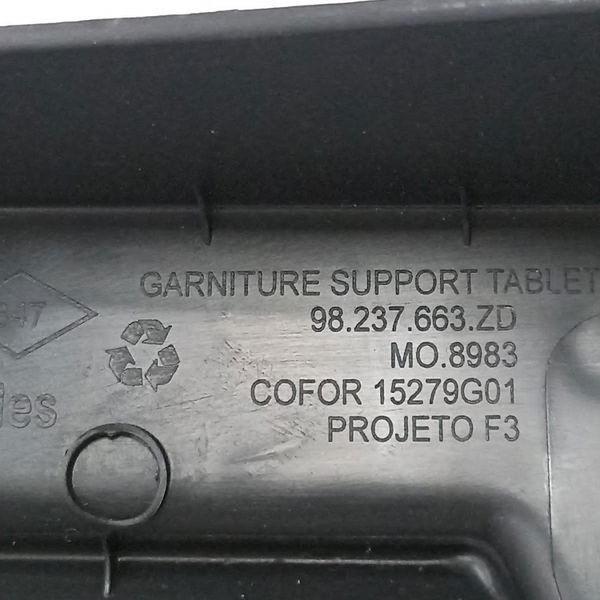 GARNITURE SUPPORT TABLET
98.237.663.ZD
MO.8983
COFOR 15279G01
PROJETO F3